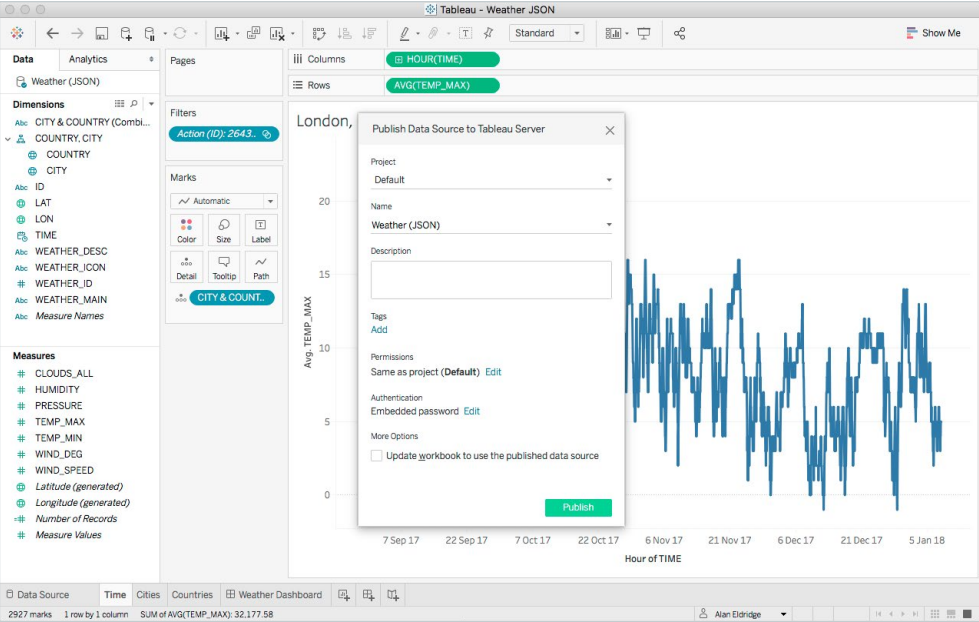 Tableau - Weather JSON
Standard
Show Me
Data
Analytics
Pages
Columns
HOUR(TIME)
Rows
AVG(TEMP_MAX)
Weather (JSON)
Dimensions
Abc CITY & COUNTRY (Combi...
COUNTRY, CITY
COUNTRY
CITY
Abc ID
LAT
LON
TIME
Abc WEATHER_DESC
Abc WEATHER_ICON
# WEATHER_ID
Abc WEATHER_MAIN
Abc Measure Names
Measures
# CLOUDS_ALL
# HUMIDITY
# PRESSURE
# TEMP_MAX
# TEMP_MIN
# WIND_DEG
# WIND_SPEED
Latitude (generated)
Longitude (generated)
=# Number of Records
# Measure Values
Filters
Action (ID): 2643..
Marks
Automatic
Color
Size
Label
Detail
Tooltip
Path
CITY & COUNT..
London,
Avg. TEMP_MAX
20
15
10
5
0
7 Sep 17
22 Sep 17
7 Oct 17
22 Oct 17
6 Nov 17
21 Nov 17
6 Dec 17
21 Dec 17
5 Jan 18
Hour of TIME
Publish Data Source to Tableau Server
Project
Default
Name
Weather (JSON)
Description
Tags
Add
Permissions
Same as project (Default) Edit
Authentication
Embedded password Edit
More Options
Update workbook to use the published data source
Publish
Data Source
Time
Cities
Countries
Weather Dashboard
2927 marks
1 row by 1 column
SUM of AVG(TEMP_MAX): 32,177.58
Alan Eldridge